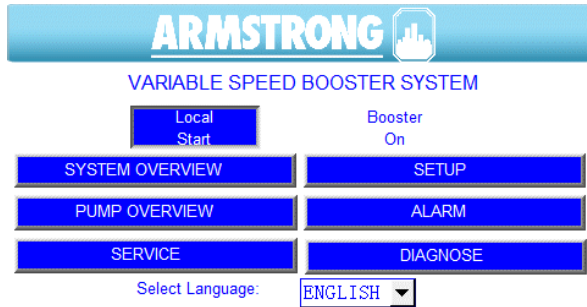 ARMSTRONG
VARIABLE SPEED BOOSTER SYSTEM
Local
Start
Booster
On
SYSTEM OVERVIEW
SETUP
PUMP OVERVIEW
ALARM
SERVICE
DIAGNOSE
Select Language: ENGLISH